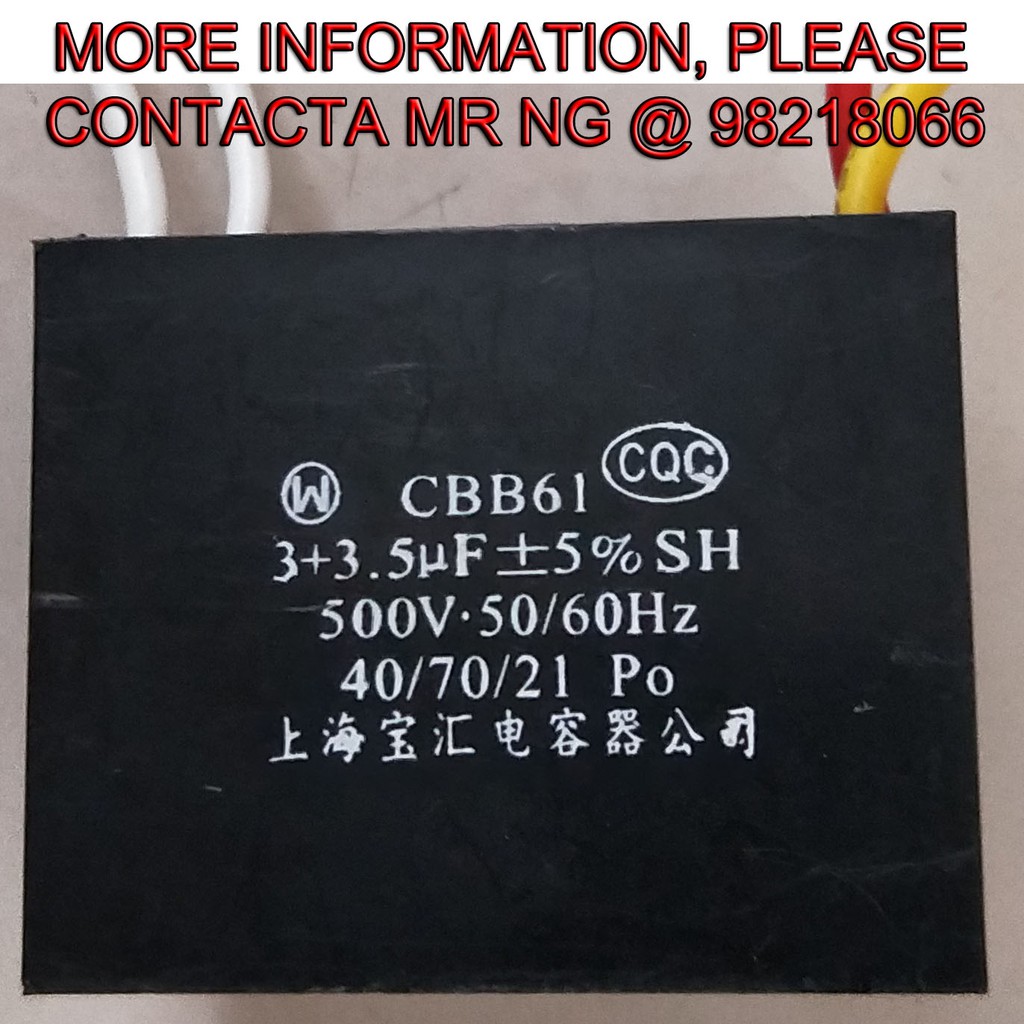 MORE INFORMATION, PLEASE
CONTACTA MR NG @ 98218066
W CBB61 CQC
3+3.5μF±5% SH
500V·50/60Hz
40/70/21 Po
上海宝汇电容器公司